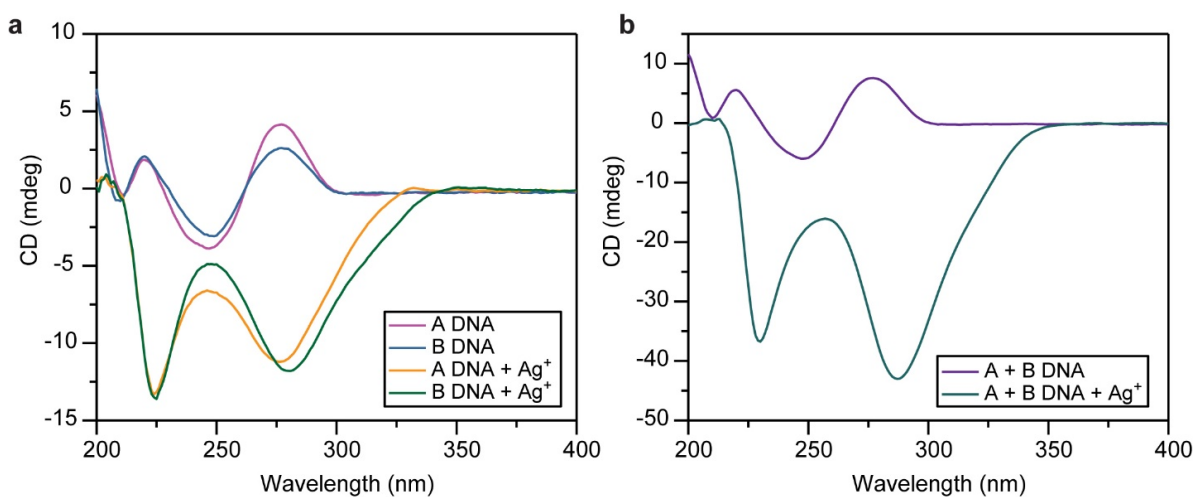 a
10
5
0
-5
-10
-15
CD (mdeg)
200 250 300 350 400
Wavelength (nm)
A DNA
B DNA
A DNA + Ag⁺
B DNA + Ag⁺
b
10
0
-10
-20
-30
-40
-50
CD (mdeg)
200 250 300 350 400
Wavelength (nm)
A + B DNA
A + B DNA + Ag⁺